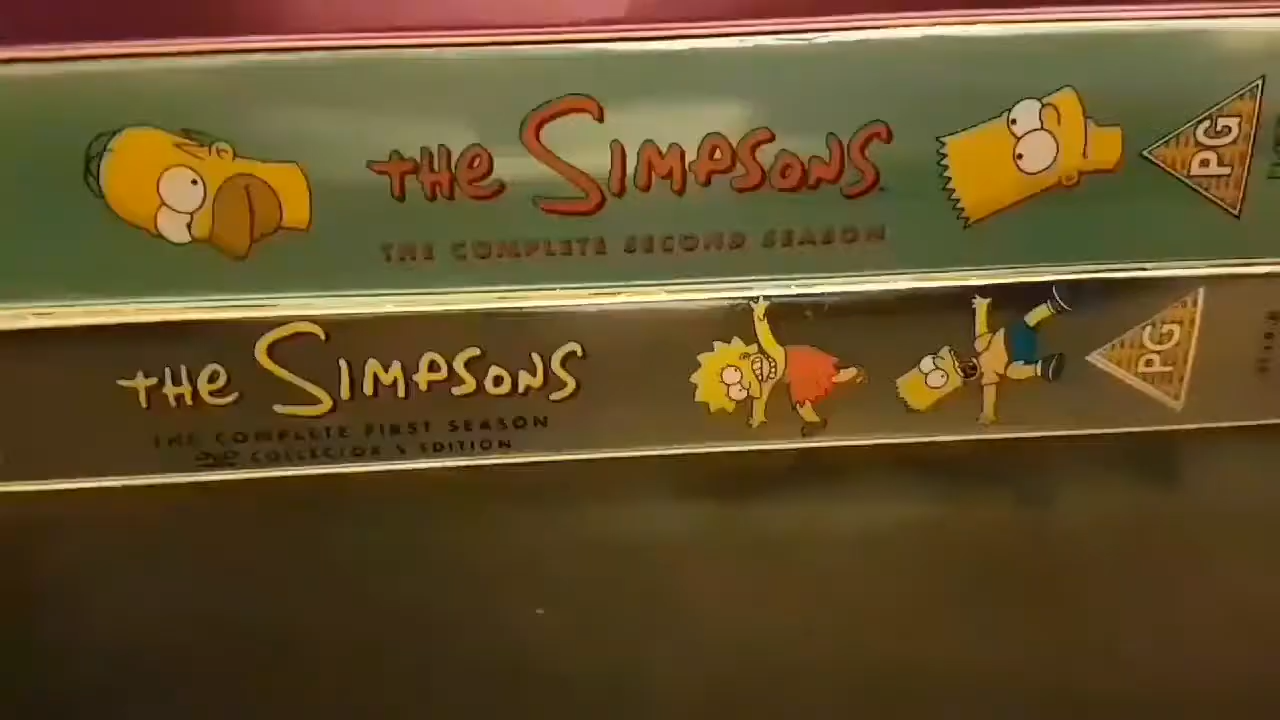 THE SIMPSONS
THE COMPLETE SECOND SEASON
PG
THE SIMPSONS
THE COMPLETE FIRST SEASON
COLLECTOR'S EDITION
PG